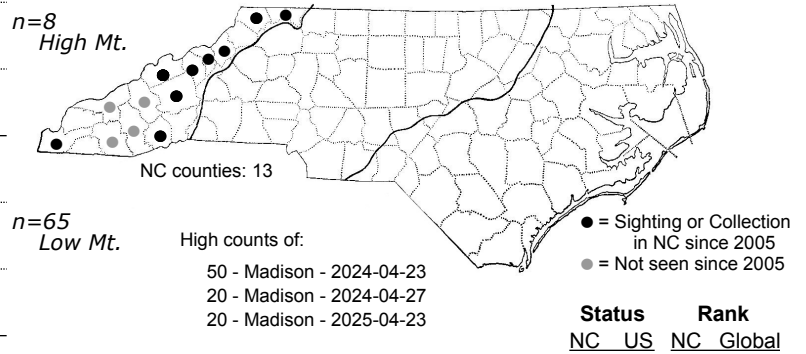 n=8
High Mt.
NC counties: 13
n=65
Low Mt.
High counts of:
50 - Madison - 2024-04-23
20 - Madison - 2024-04-27
20 - Madison - 2025-04-23
= Sighting or Collection
in NC since 2005
= Not seen since 2005
Status Rank
NC US NC Global